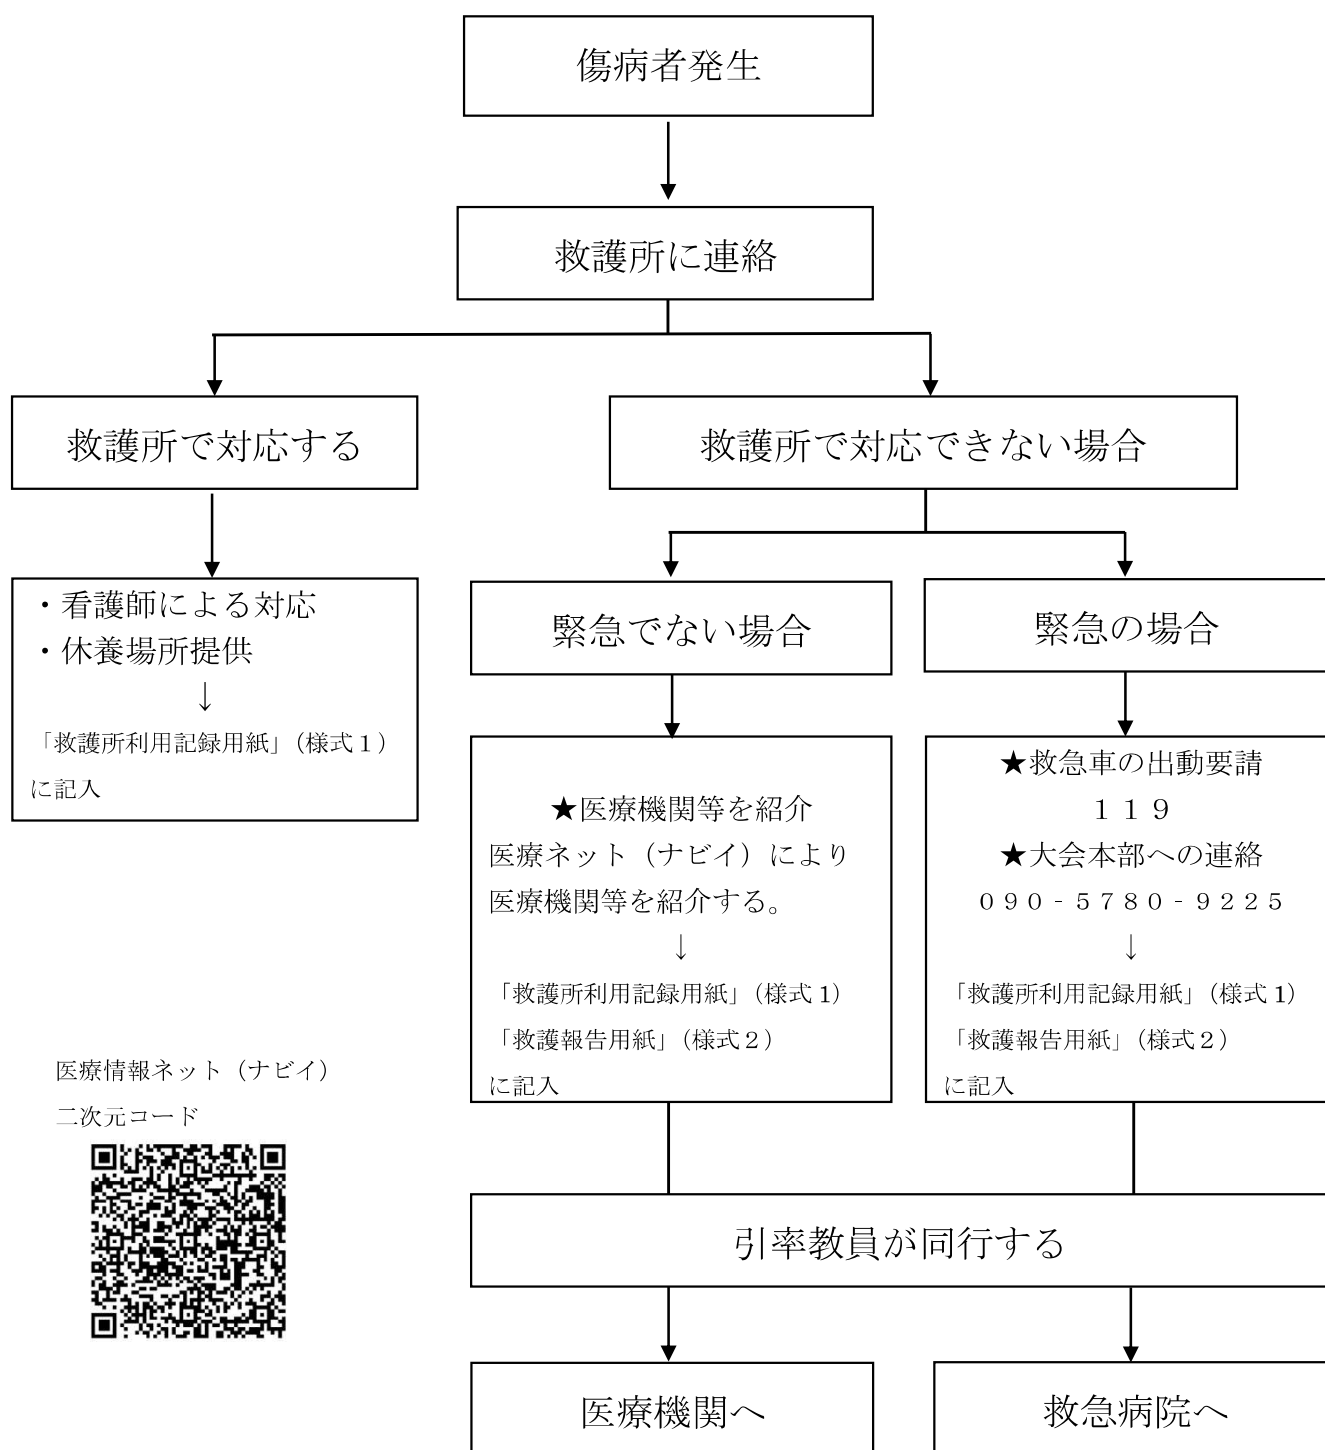 傷病者発生
救護所に連絡
救護所で対応する
救護所で対応できない場合
・看護師による対応
・休養場所提供
↓
「救護所利用記録用紙」（様式１）
に記入
緊急でない場合
緊急の場合
★医療機関等を紹介
医療ネット（ナビイ）により
医療機関等を紹介する。
↓
「救護所利用記録用紙」（様式 1）
「救護報告用紙」（様式２）
に記入
★救急車の出動要請
１１９
★大会本部への連絡
０９０‐５７８０‐９２２５
↓
「救護所利用記録用紙」（様式 1）
「救護報告用紙」（様式２）
に記入
医療情報ネット（ナビイ）
二次元コード
引率教員が同行する
医療機関へ
救急病院へ